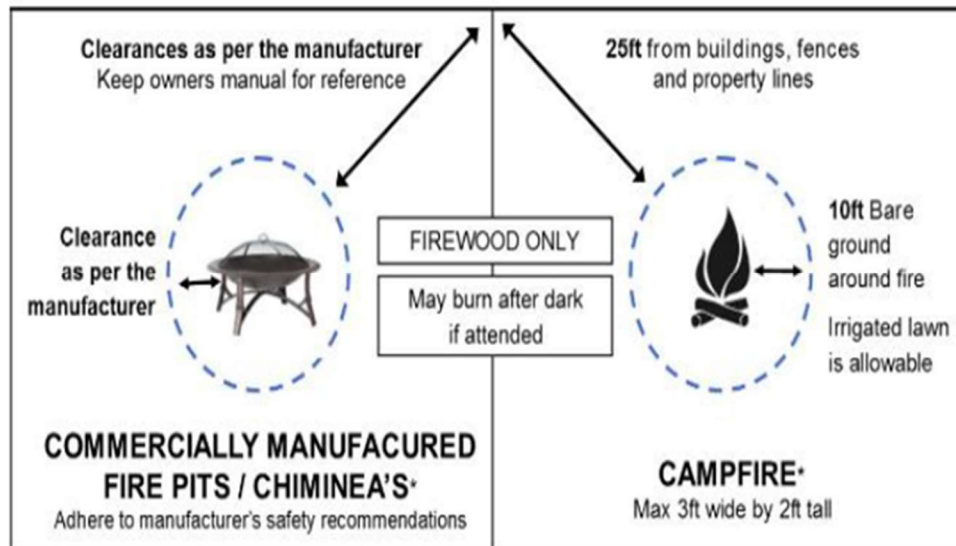 Clearances as per the manufacturer
Keep owners manual for reference
Clearance
as per the
manufacturer
COMMERCIALLY MANUFACURED
FIRE PITS / CHIMINEA'S*
Adhere to manufacturer's safety recommendations
FIREWOOD ONLY
May burn after dark
if attended
25ft from buildings, fences
and property lines
10ft Bare
ground
around fire
Irrigated lawn
is allowable
CAMPFIRE*
Max 3ft wide by 2ft tall